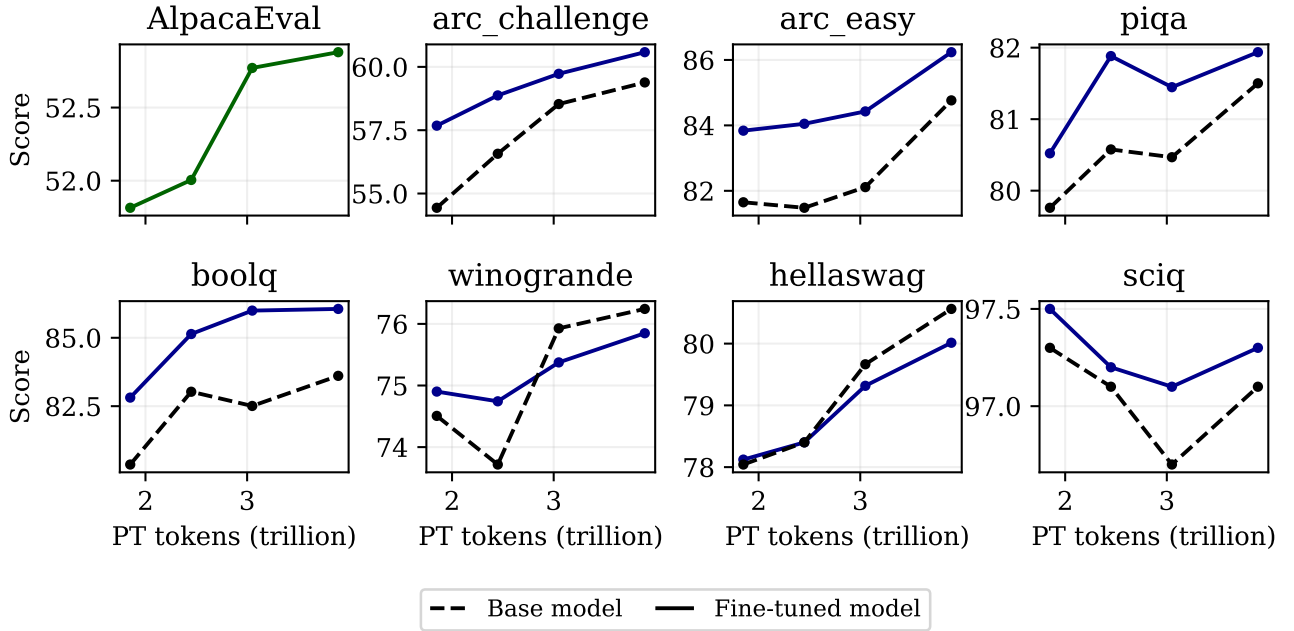 AlpacaEval
arc_challenge
arc_easy
piqa
Score
52.5
52.0
60.0
57.5
55.0
86
84
82
82
81
80
boolq
winogrande
hellaswag
sciq
Score
85.0
82.5
76
75
74
80
79
78
97.5
97.0
2 3
2 3
2 3
2 3
PT tokens (trillion)
PT tokens (trillion)
PT tokens (trillion)
PT tokens (trillion)
Base model
Fine-tuned model